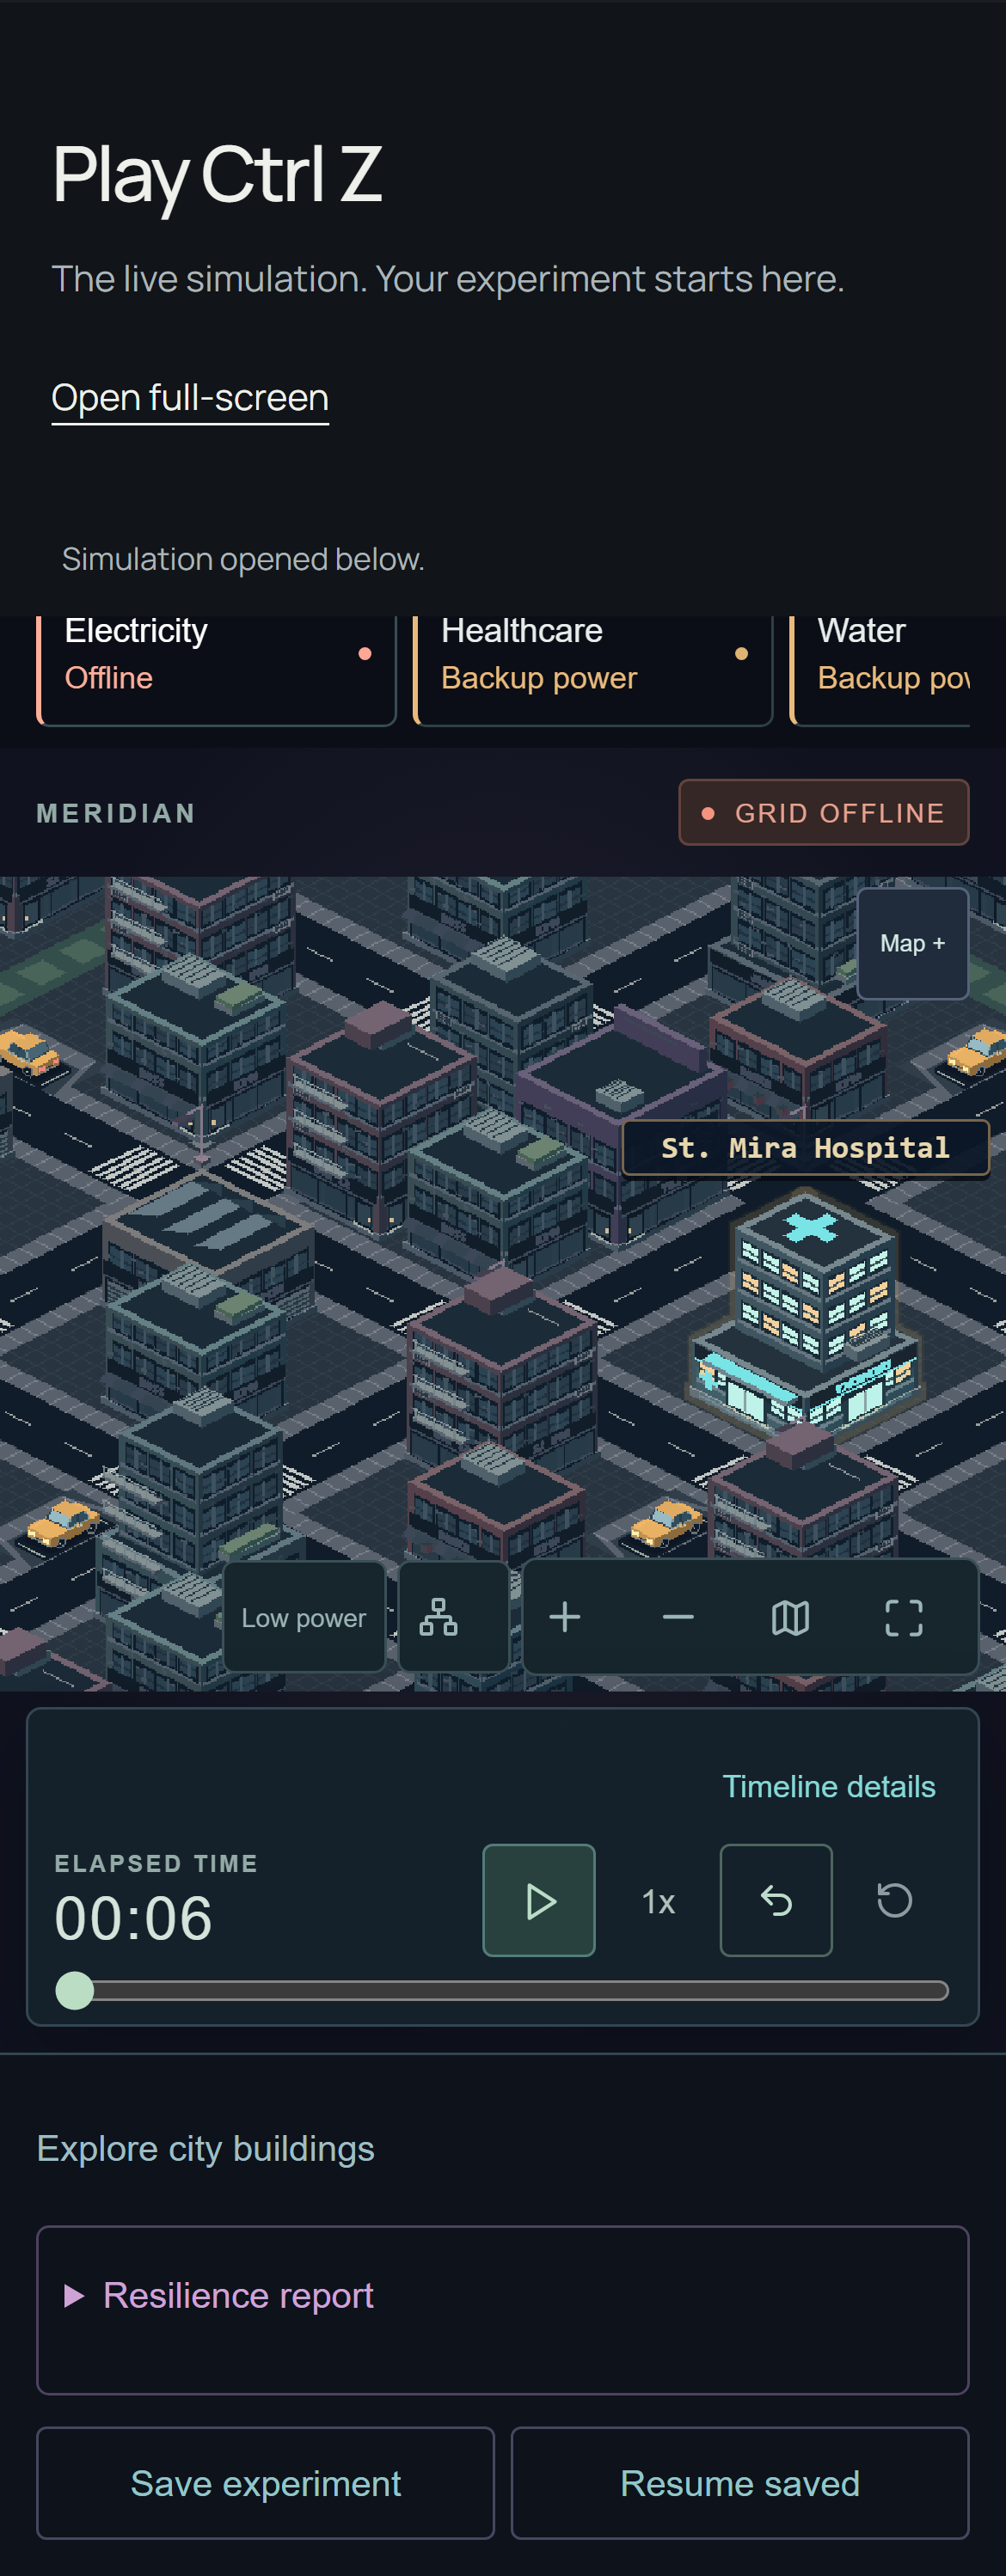 Play Ctrl Z
The live simulation. Your experiment starts here.
Open full-screen
Simulation opened below.
Electricity
Offline
Healthcare
Backup power
Water
Backup
MERIDIAN
GRID OFFLINE
Map +
St. Mira Hospital
Low power
Timeline details
ELAPSED TIME
00:06
1x
Explore city buildings
Resilience report
Save experiment
Resume saved